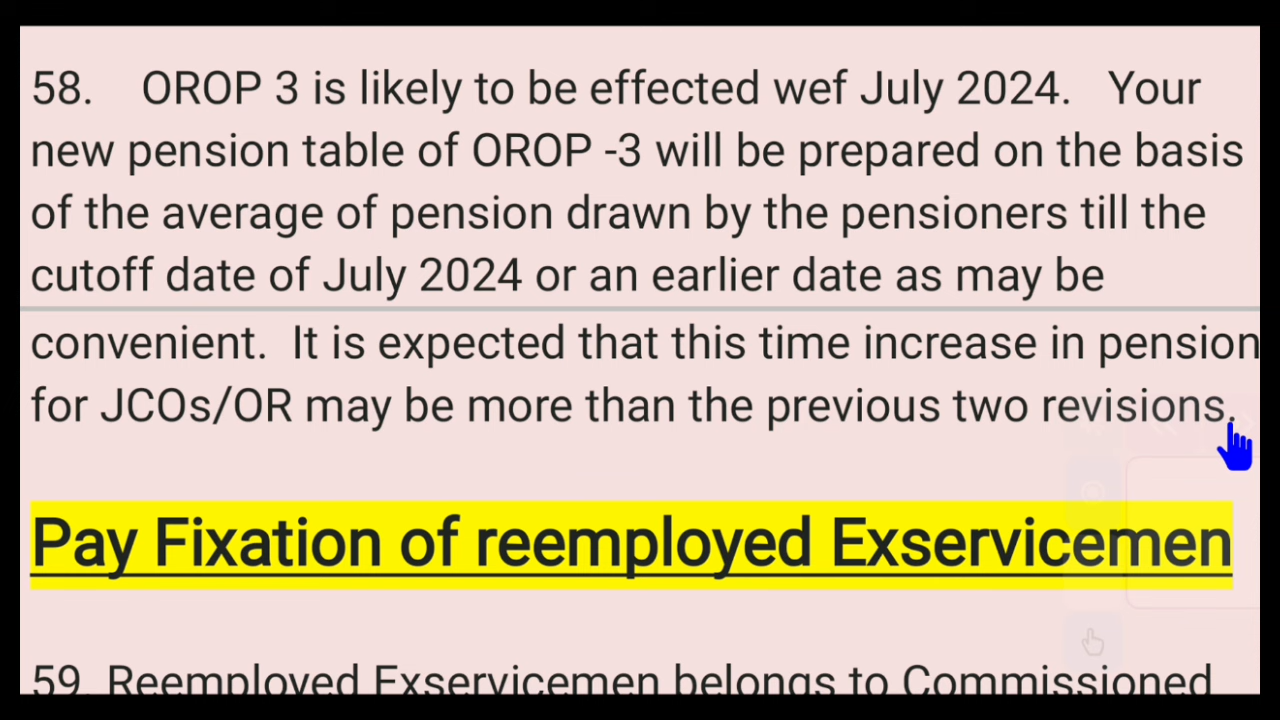 58. OROP 3 is likely to be effected wef July 2024. Your
new pension table of OROP -3 will be prepared on the basis
of the average of pension drawn by the pensioners till the
cutoff date of July 2024 or an earlier date as may be
convenient. It is expected that this time increase in pension
for JCOs/OR may be more than the previous two revisions.
Pay Fixation of reemployed Exservicemen
59. Reemployed Exservicemen belongs to Commissioned